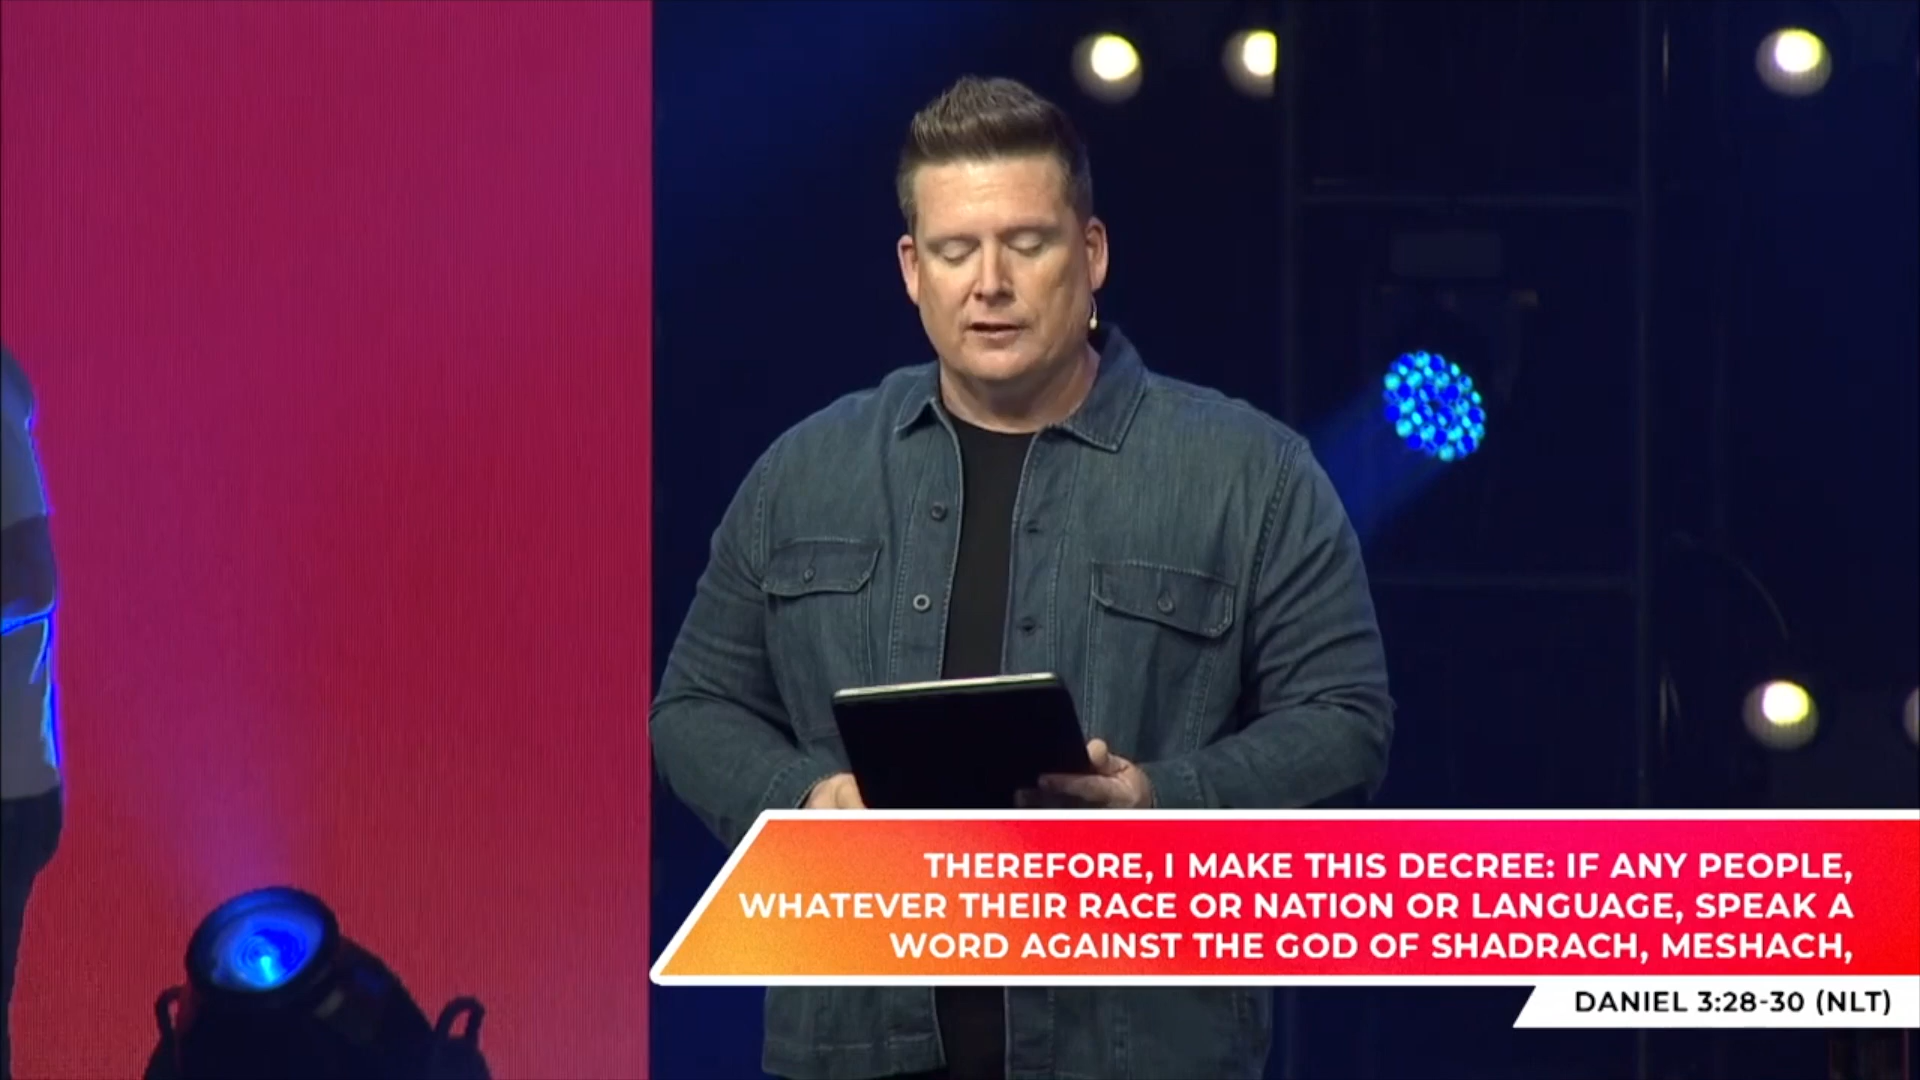 THEREFORE, I MAKE THIS DECREE: IF ANY PEOPLE,
WHATEVER THEIR RACE OR NATION OR LANGUAGE, SPEAK A
WORD AGAINST THE GOD OF SHADRACH, MESHACH,
DANIEL 3:28-30 (NLT)